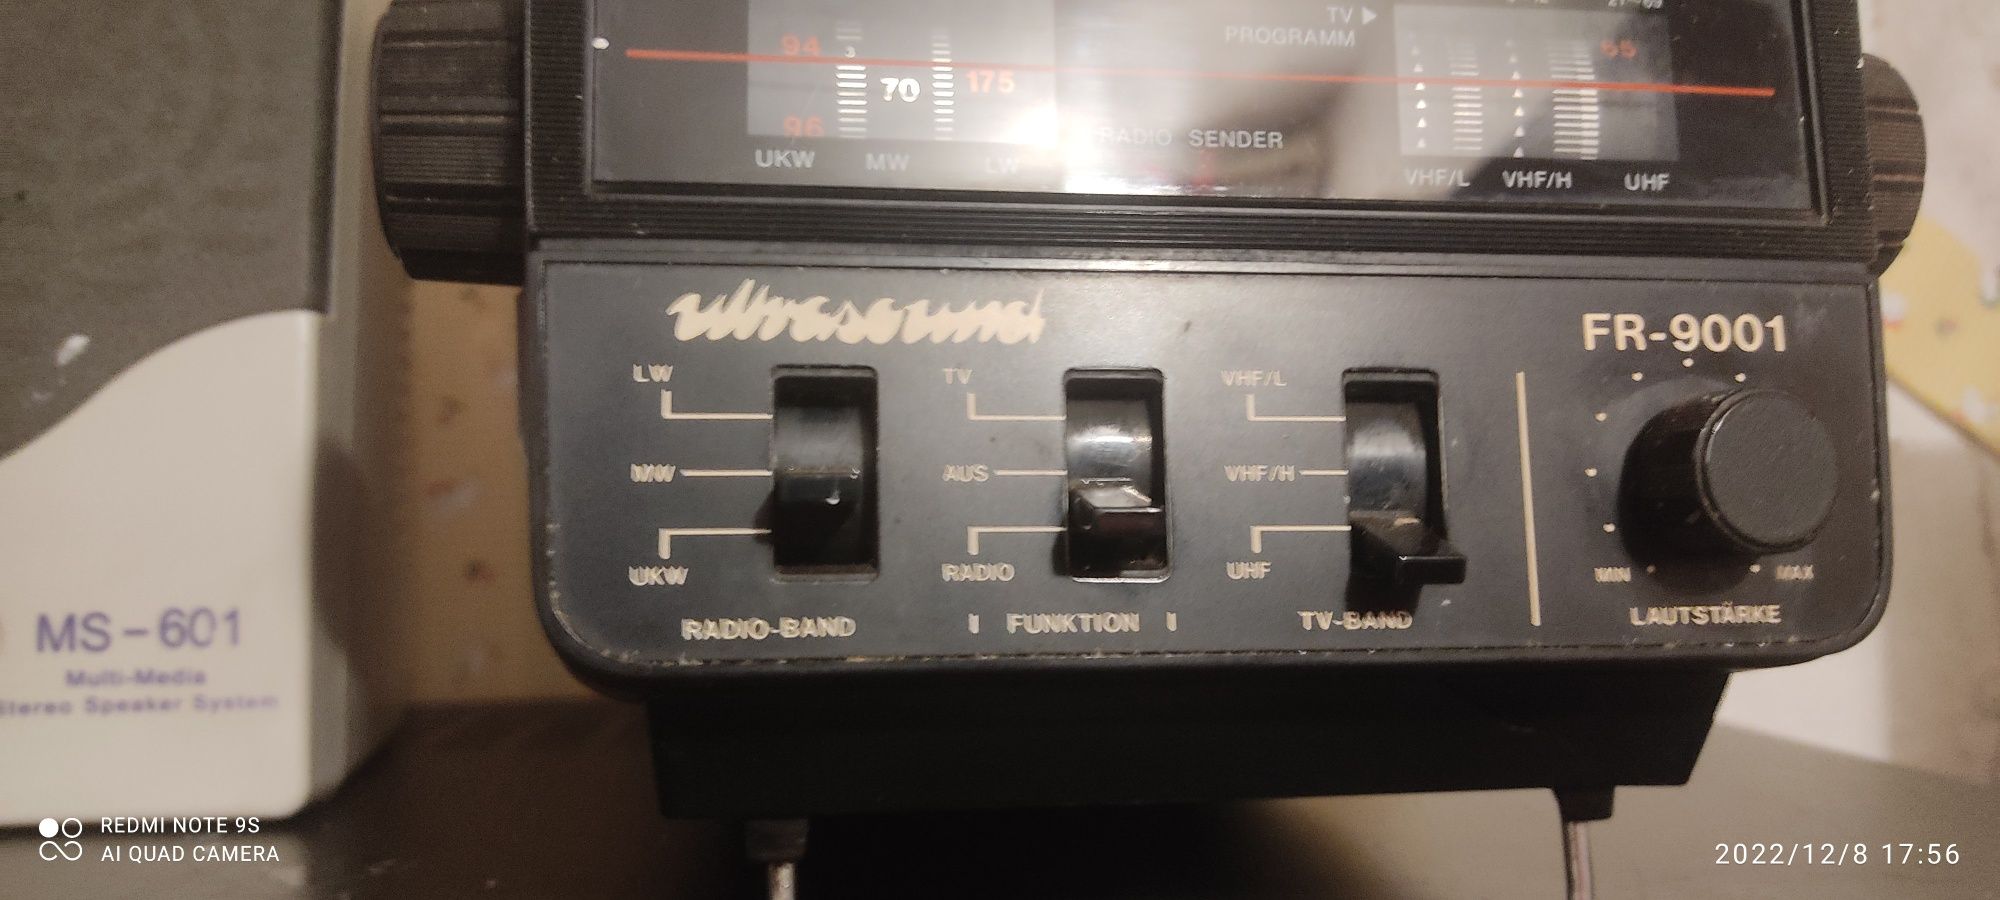 TV ▶
PROGRAMM
94
3
70
175
96
65
RADIO SENDER
UKW
MW
LW
VHF/L
VHF/H
UHF
ultrasound
FR-9001
LW
MW
UKW
RADIO-BAND
TV
AUS
RADIO
FUNKTION
VHF/L
VHF/H
UHF
TV-BAND
MIN
MAX
LAUTSTÄRKE
MS-601
Multi-Media
Stereo Speaker System
REDMI NOTE 9S
AI QUAD CAMERA
2022/12/8 17:56